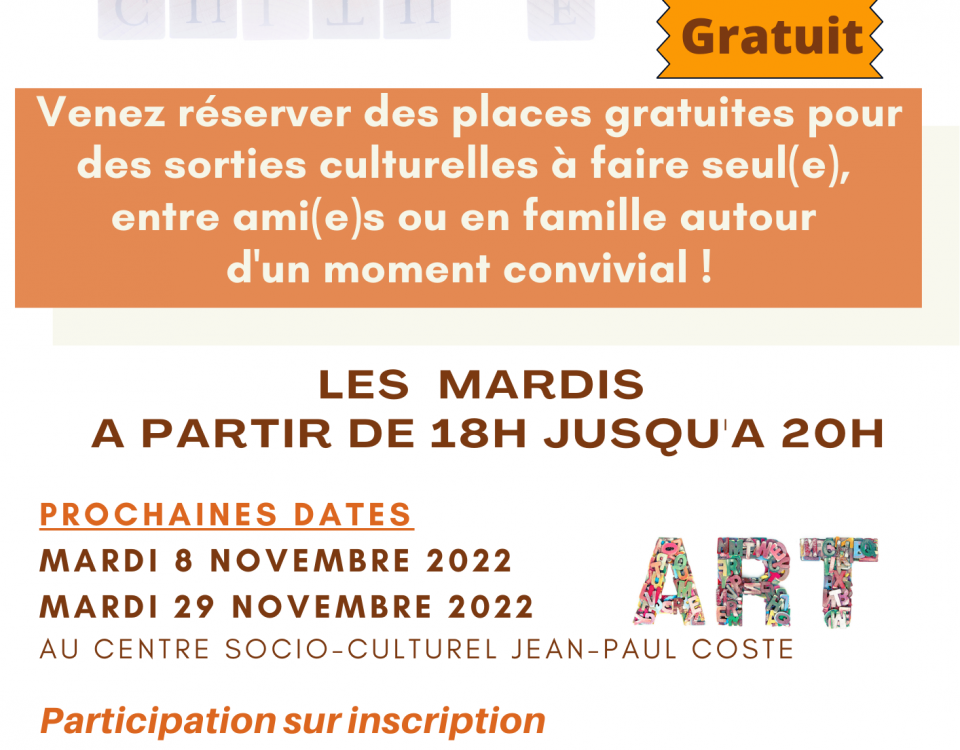 Gratuit
Venez réserver des places gratuites pour
des sorties culturelles à faire seul(e),
entre ami(e)s ou en famille autour
d'un moment convivial !
LES MARDIS
A PARTIR DE 18H JUSQU'A 20H
PROCHAINES DATES
MARDI 8 NOVEMBRE 2022
MARDI 29 NOVEMBRE 2022
ART
AU CENTRE SOCIO-CULTUREL JEAN-PAUL COSTE
Participation sur inscription